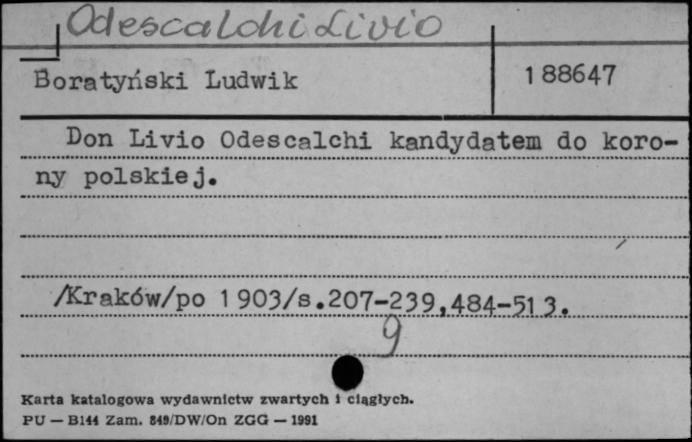 Odescalchi Livio
Boratyński Ludwik
188647
Don Livio Odescalchi kandydatem do koro-
ny polskiej.
/Kraków/po 1903/s.207-239,484-513.
9
Karta katalogowa wydawnictw zwartych i ciągłych.
PU — B144 Zam. 849/DW/On ZGG — 1991